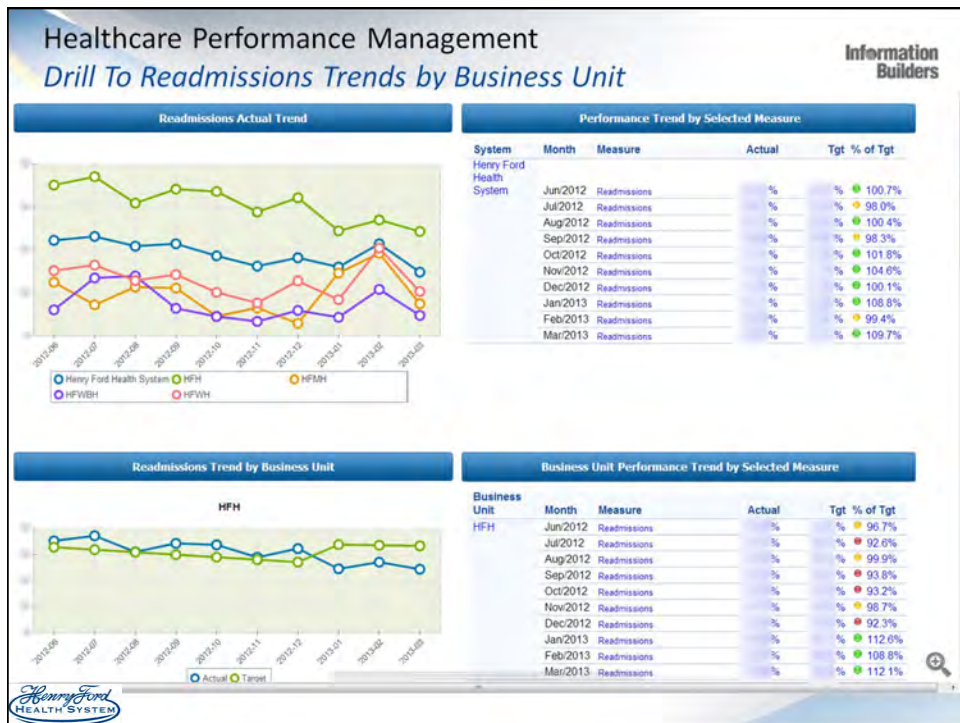 Healthcare Performance Management
Drill To Readmissions Trends by Business Unit
Information
Builders
Readmissions Actual Trend
2012-06 2012-07 2012-08 2012-09 2012-10 2012-11 2012-12 2013-01 2013-02 2013-03
Henry Ford Health System HFH HFMH
HFWBH HFWH
Performance Trend by Selected Measure
System Month Measure Actual Tgt % of Tgt
Henry Ford
Health
System Jun/2012 Readmissions % % 100.7%
Jul/2012 Readmissions % % 98.0%
Aug/2012 Readmissions % % 100.4%
Sep/2012 Readmissions % % 98.3%
Oct/2012 Readmissions % % 101.8%
Nov/2012 Readmissions % % 104.6%
Dec/2012 Readmissions % % 100.1%
Jan/2013 Readmissions % % 108.8%
Feb/2013 Readmissions % % 99.4%
Mar/2013 Readmissions % % 109.7%
Readmissions Trend by Business Unit
HFH
2012-06 2012-07 2012-08 2012-09 2012-10 2012-11 2012-12 2013-01 2013-02 2013-03
Actual Target
Business Unit Performance Trend by Selected Measure
Business
Unit Month Measure Actual Tgt % of Tgt
HFH Jun/2012 Readmissions % % 96.7%
Jul/2012 Readmissions % % 92.6%
Aug/2012 Readmissions % % 99.9%
Sep/2012 Readmissions % % 93.8%
Oct/2012 Readmissions % % 93.2%
Nov/2012 Readmissions % % 98.7%
Dec/2012 Readmissions % % 92.3%
Jan/2013 Readmissions % % 112.6%
Feb/2013 Readmissions % % 108.8%
Mar/2013 Readmissions % % 112.1%
Henry Ford
HEALTH SYSTEM